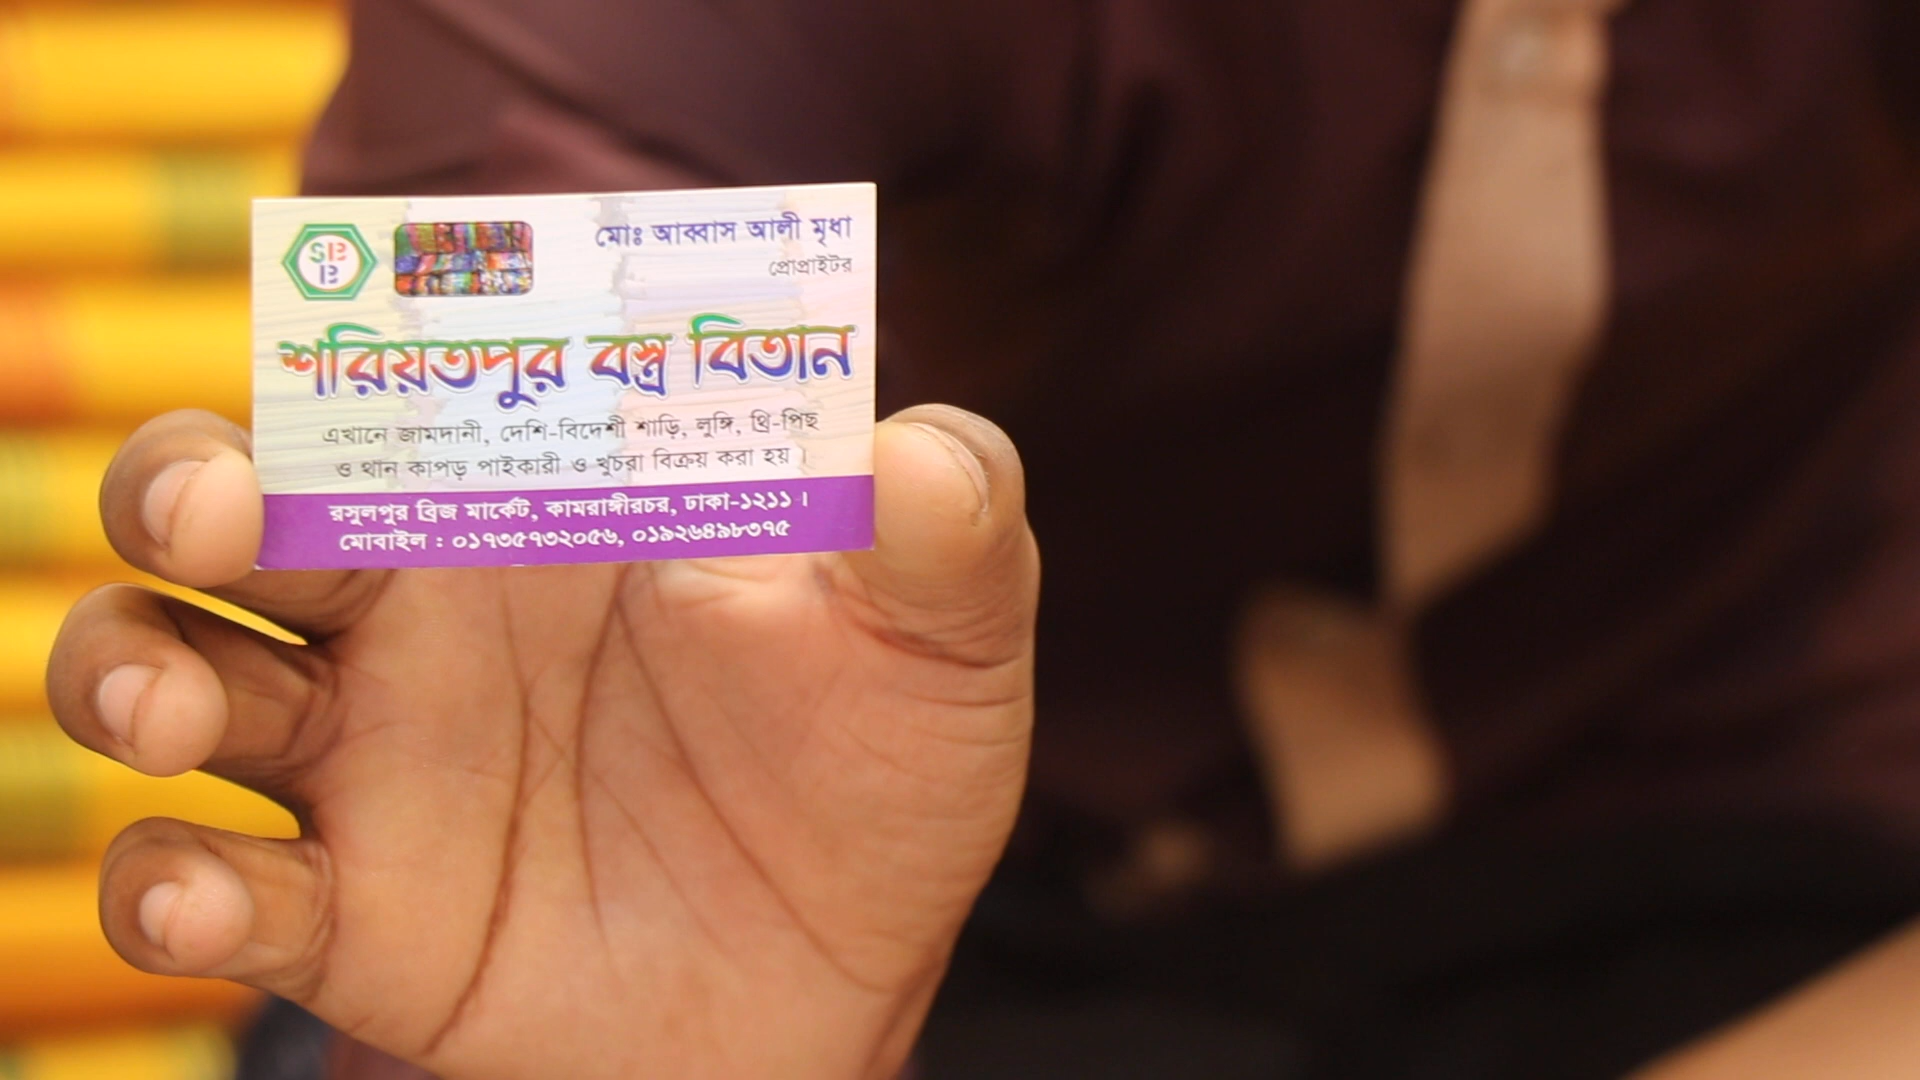 SBB
মোঃ আব্বাস আলী মৃধা
প্রোপ্রাইটর
শরিয়তপুর বস্ত্র বিতান
এখানে জামদানী, দেশি-বিদেশী শাড়ি, লুঙ্গি, থ্রি-পিছ
ও থান কাপড় পাইকারী ও খুচরা বিক্রয় করা হয় ।
রসুলপুর ব্রিজ মার্কেট, কামরাঙ্গীরচর, ঢাকা-১২১১ ।
মোবাইল : ০১৭৩৫৭৩২০৫৬, ০১৯২৬৪৯৮৩৭৫